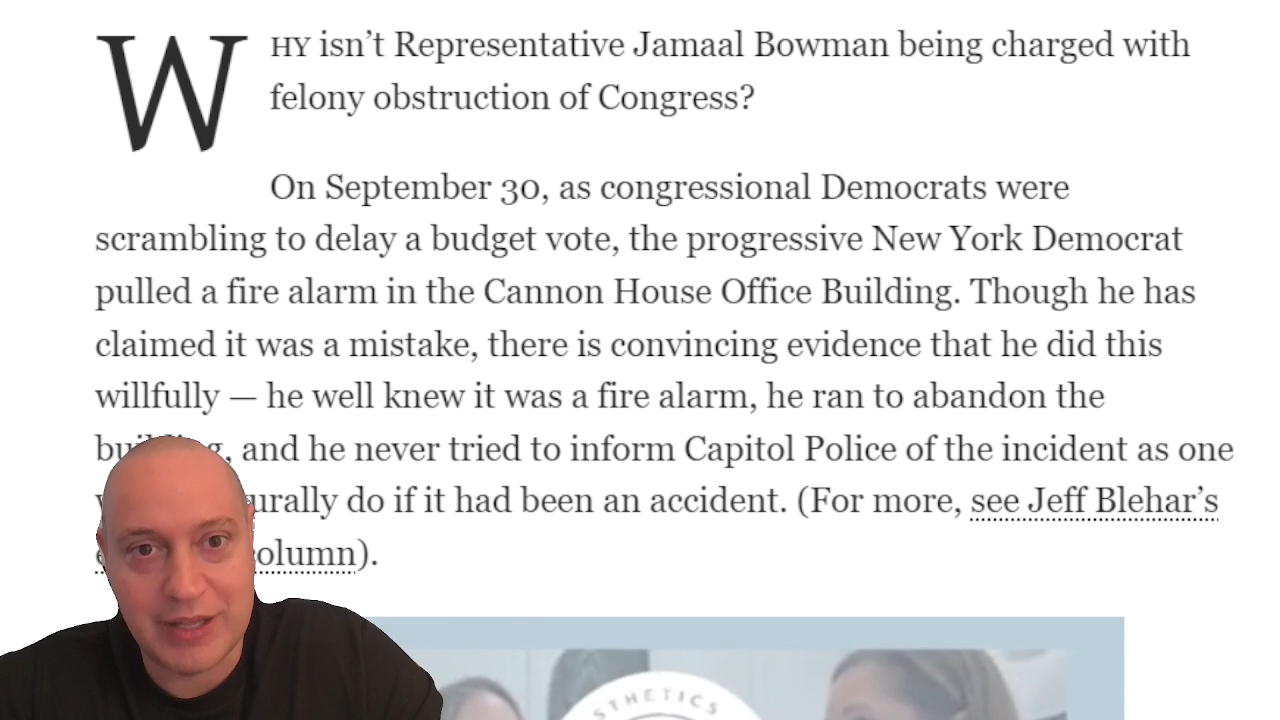 WHY isn’t Representative Jamaal Bowman being charged with
felony obstruction of Congress?
On September 30, as congressional Democrats were
scrambling to delay a budget vote, the progressive New York Democrat
pulled a fire alarm in the Cannon House Office Building. Though he has
claimed it was a mistake, there is convincing evidence that he did this
willfully — he well knew it was a fire alarm, he ran to abandon the
building, and he never tried to inform Capitol Police of the incident as one
do if it had been an accident. (For more, see Jeff Blehar’s
column).